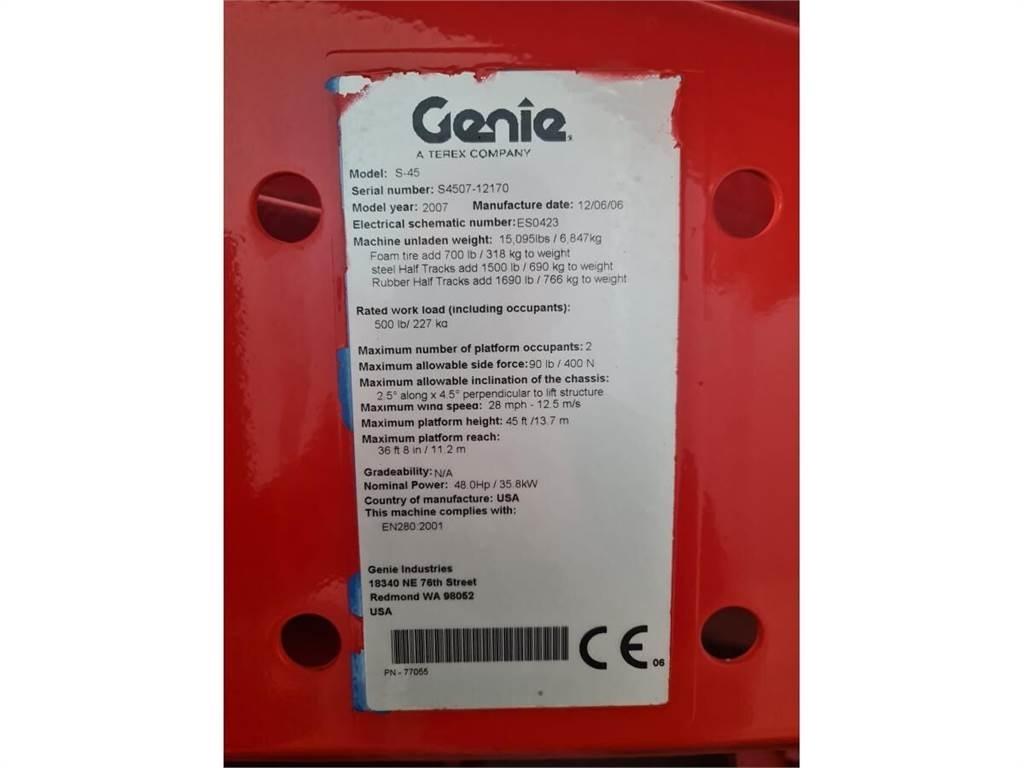 Genie
A TEREX COMPANY
Model: S-45
Serial number: S4507-12170
Model year: 2007 Manufacture date: 12/06/06
Electrical schematic number: ES0423
Machine unladen weight: 15,095lbs / 6,847kg
Foam tire add 700 lb / 318 kg to weight
steel Half Tracks add 1500 lb / 690 kg to weight
Rubber Half Tracks add 1690 lb / 766 kg to weight
Rated work load (including occupants):
500 lb/ 227 kg
Maximum number of platform occupants: 2
Maximum allowable side force: 90 lb / 400 N
Maximum allowable inclination of the chassis:
2.5° along x 4.5° perpendicular to lift structure
Maximum wind speed: 28 mph - 12.5 m/s
Maximum platform height: 45 ft /13.7 m
Maximum platform reach:
36 ft 8 in / 11.2 m
Gradeability: N/A
Nominal Power: 48.0Hp / 35.8kW
Country of manufacture: USA
This machine complies with:
EN280:2001
Genie Industries
18340 NE 76th Street
Redmond WA 98052
USA
CE 06
PN - 77055